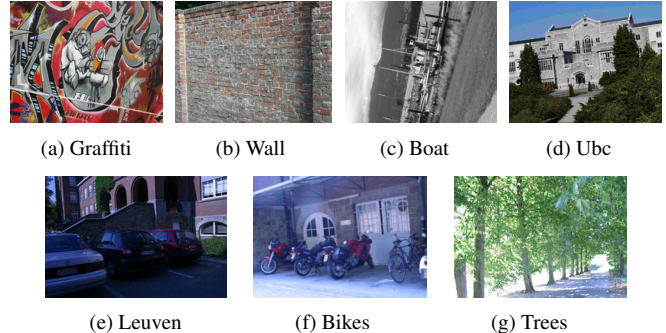 (a) Graffiti
(b) Wall
(c) Boat
(d) Ubc
(e) Leuven
(f) Bikes
(g) Trees